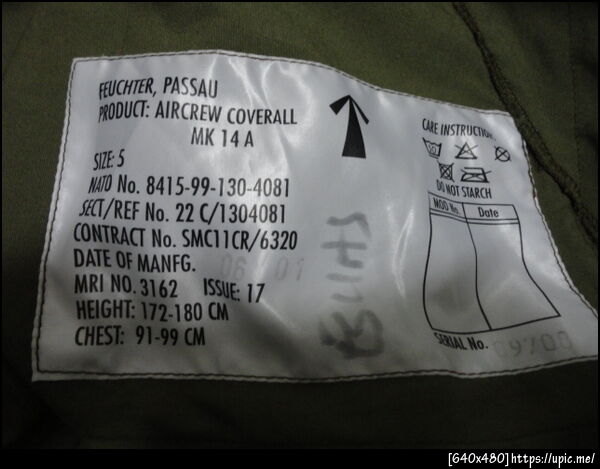 FEUCHTER, PASSAU
PRODUCT: AIRCREW COVERALL
MK 14 A
SIZE: 5
NATO No. 8415-99-130-4081
SECT/REF No. 22 C/1304081
CONTRACT No. SMC11CR/6320
DATE OF MANFG. 06 01
MRI NO. 3162 ISSUE: 17
HEIGHT: 172-180 CM
CHEST: 91-99 CM
CARE INSTRUCTION
DO NOT STARCH
MOD No. Date
SERIAL No.
[640x480]https://upic.me/